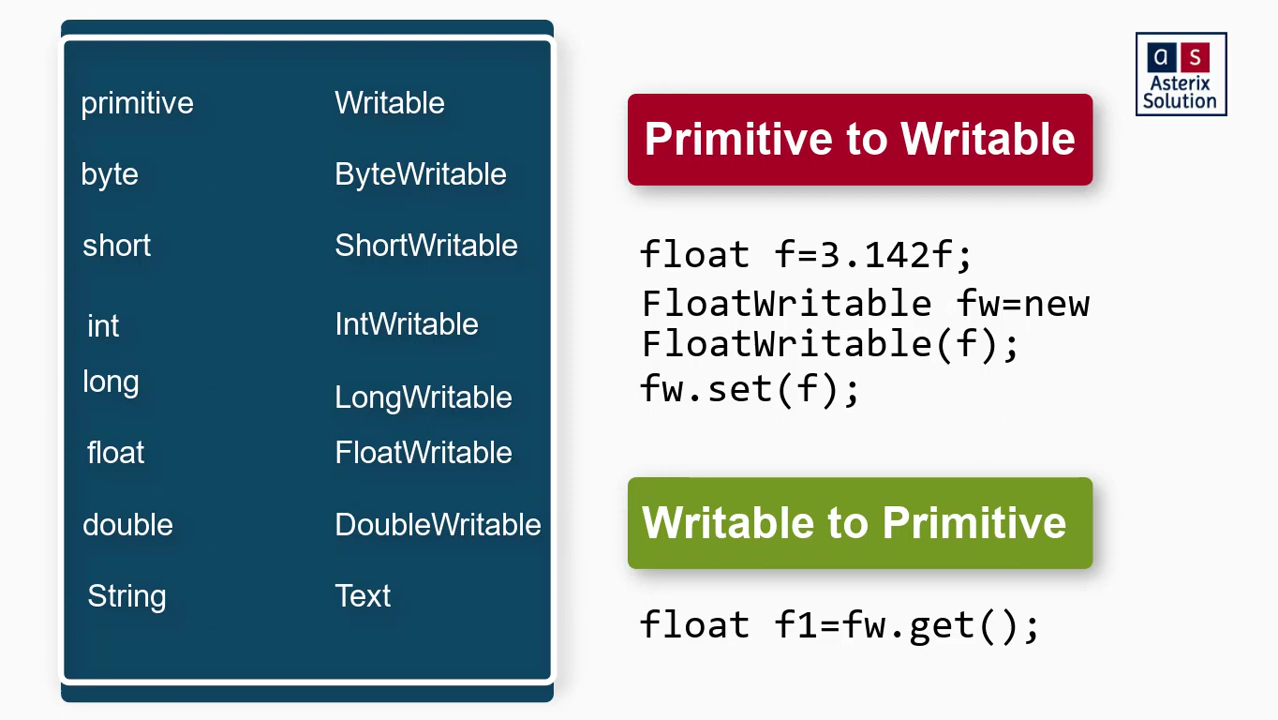 primitive Writable
byte ByteWritable
short ShortWritable
int IntWritable
long LongWritable
float FloatWritable
double DoubleWritable
String Text
Primitive to Writable
float f=3.142f;
FloatWritable fw=new
FloatWritable(f);
fw.set(f);
Writable to Primitive
float f1=fw.get();
a s
Asterix
Solution